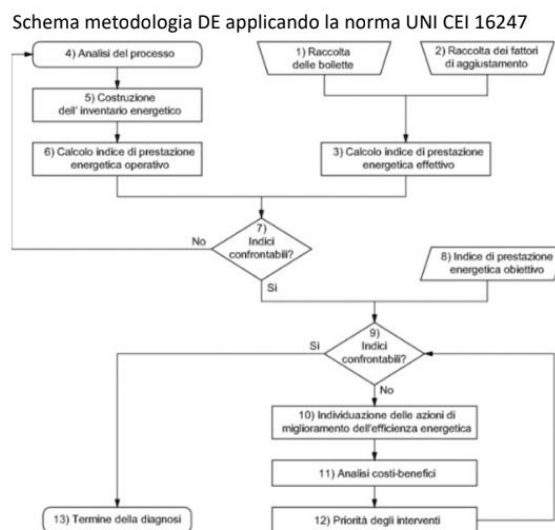 Schema metodologia DE applicando la norma UNI CEI 16247
4) Analisi del processo
1) Raccolta
delle bollette
2) Raccolta dei fattori
di aggiustamento
5) Costruzione
dell' inventario energetico
6) Calcolo indice di prestazione
energetica operativo
3) Calcolo indice di prestazione
energetica effettivo
7)
Indici
confrontabili?
No
Sì
8) Indice di prestazione
energetica obiettivo
9)
Indici
confrontabili?
Sì
No
10) Individuazione delle azioni di
miglioramento dell'efficienza energetica
11) Analisi costi-benefici
12) Priorità degli interventi
13) Termine della diagnosi